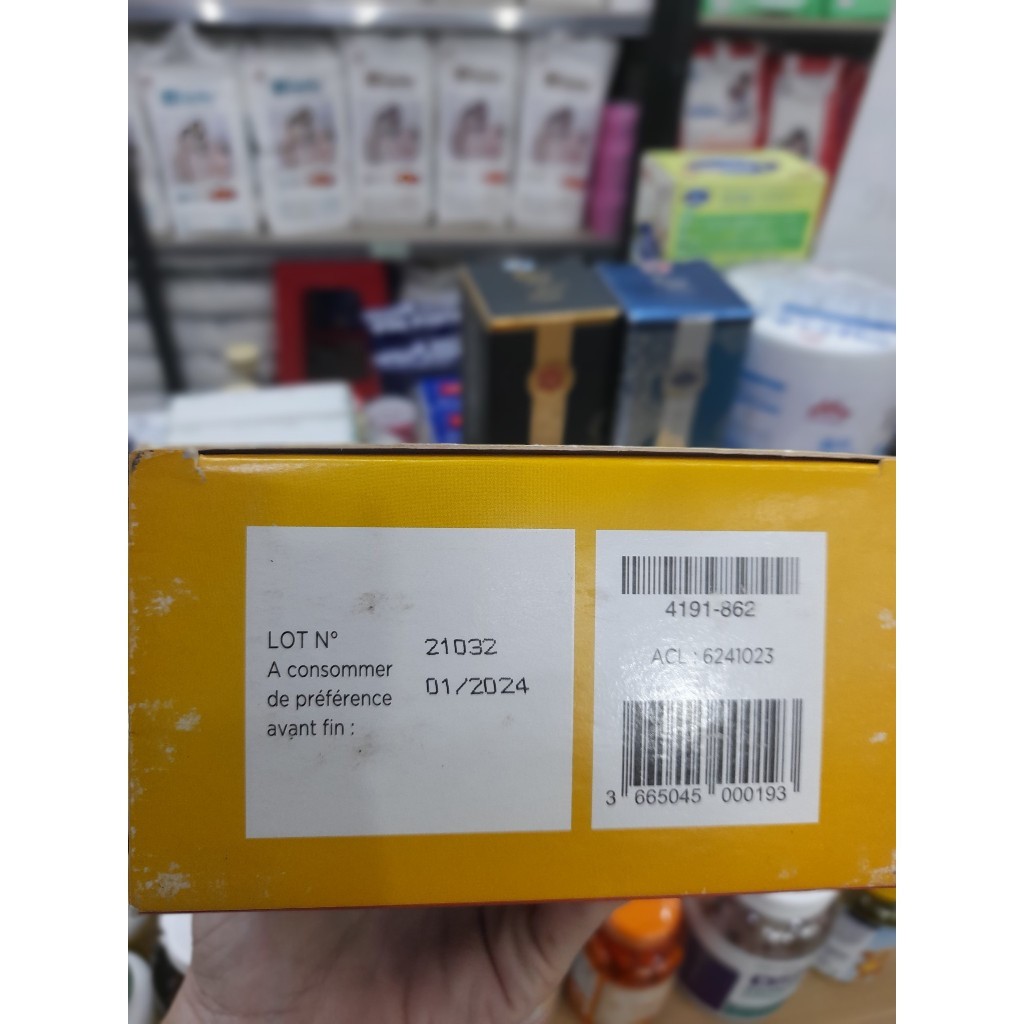 LOT N° 21032
A consommer
de préférence 01/2024
avant fin :
4191-862
ACL : 6241023
3 665045 000193